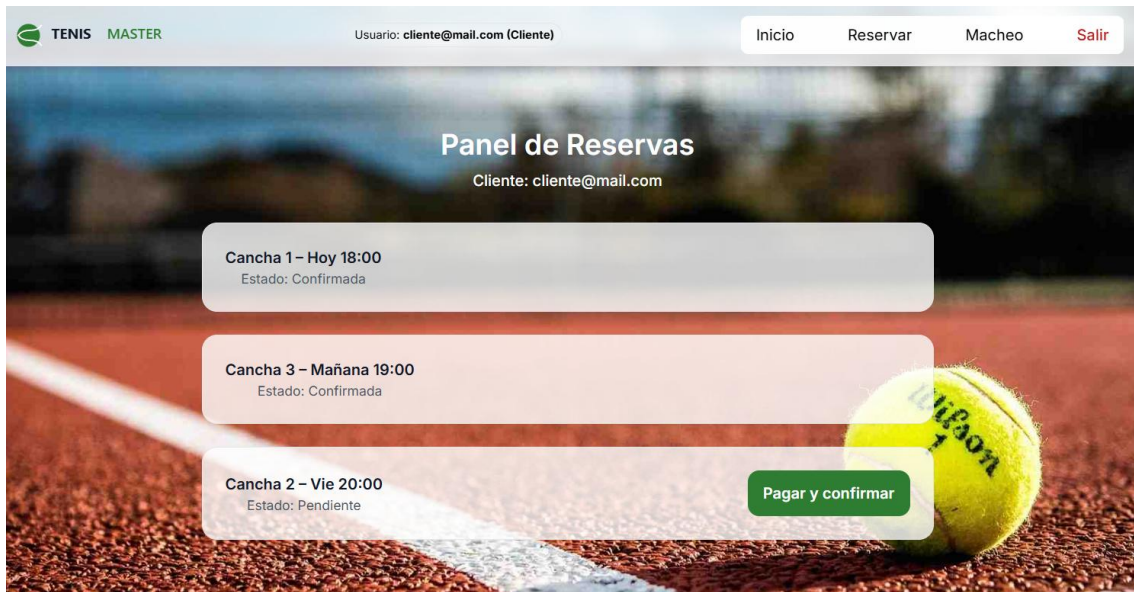 TENIS MASTER
Usuario: cliente@mail.com (Cliente)
Inicio Reservar Macheo Salir
Panel de Reservas
Cliente: cliente@mail.com
Cancha 1 – Hoy 18:00
Estado: Confirmada
Cancha 3 – Mañana 19:00
Estado: Confirmada
Wilson
1
Cancha 2 – Vie 20:00
Estado: Pendiente
Pagar y confirmar